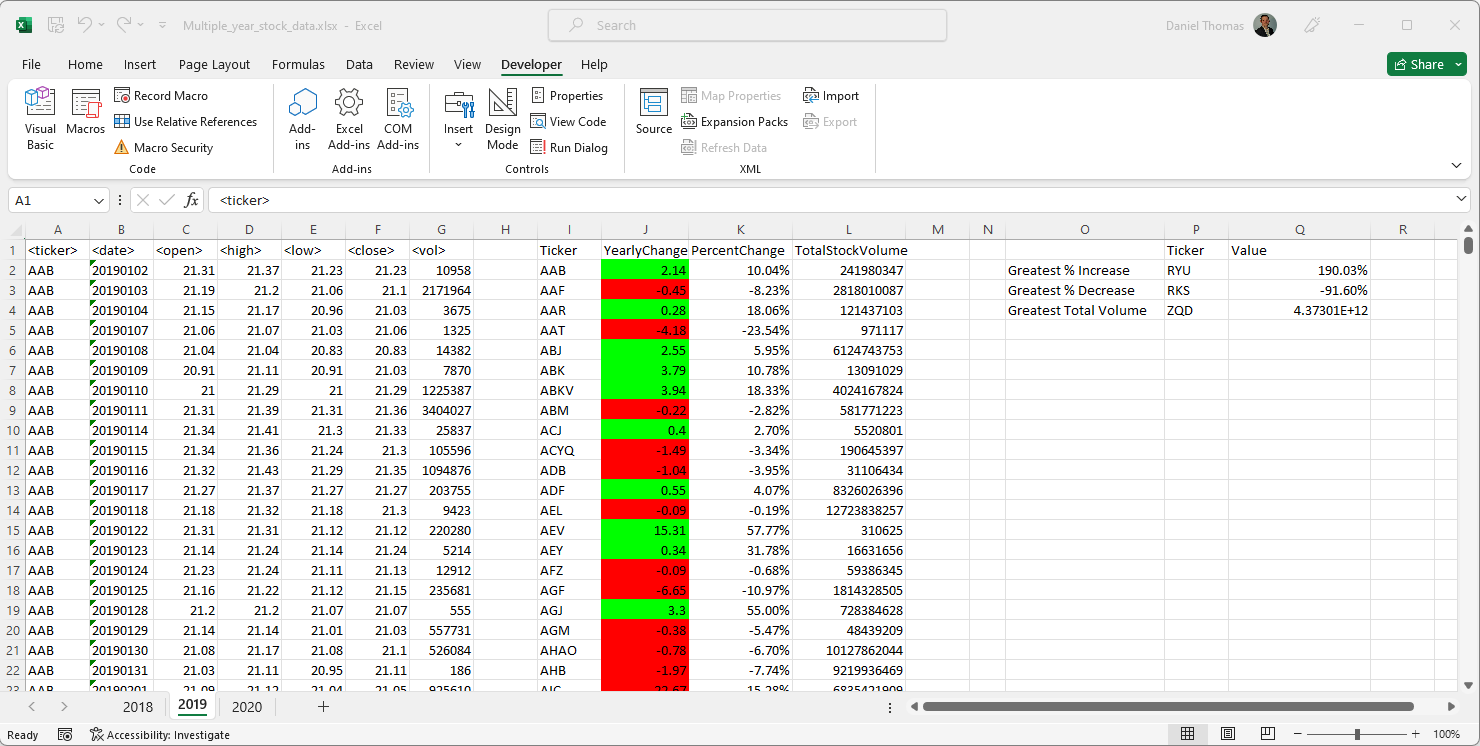 Multiple_year_stock_data.xlsx - Excel Search Daniel Thomas
File Home Insert Page Layout Formulas Data Review View Developer Help Share
Visual Basic Macros Record Macro Use Relative References Macro Security Code
Add-ins Excel Add-ins COM Add-ins Add-ins
Insert Design Mode Properties View Code Run Dialog Controls
Source Map Properties Expansion Packs Refresh Data Import Export XML
A1 fx <ticker>
A B C D E F G H I J K L M N O P Q R
1 <ticker> <date> <open> <high> <low> <close> <vol> Ticker YearlyChange PercentChange TotalStockVolume Ticker Value
2 AAB 20190102 21.31 21.37 21.23 21.23 10958 AAB 2.14 10.04% 241980347 Greatest % Increase RYU 190.03%
3 AAB 20190103 21.19 21.2 21.06 21.1 2171964 AAF -0.45 -8.23% 2818010087 Greatest % Decrease RKS -91.60%
4 AAB 20190104 21.15 21.17 20.96 21.03 3675 AAR 0.28 18.06% 121437103 Greatest Total Volume ZQD 4.37301E+12
5 AAB 20190107 21.06 21.07 21.03 21.06 1325 AAT -4.18 -23.54% 971117
6 AAB 20190108 21.04 21.04 20.83 20.83 14382 ABJ 2.55 5.95% 6124743753
7 AAB 20190109 20.91 21.11 20.91 21.03 7870 ABK 3.79 10.78% 13091029
8 AAB 20190110 21 21.29 21 21.29 1225387 ABKV 3.94 18.33% 4024167824
9 AAB 20190111 21.31 21.39 21.31 21.36 3404027 ABM -0.22 -2.82% 581771223
10 AAB 20190114 21.34 21.41 21.3 21.33 25837 ACJ 0.4 2.70% 5520801
11 AAB 20190115 21.34 21.36 21.24 21.3 105596 ACYQ -1.49 -3.34% 190645397
12 AAB 20190116 21.32 21.43 21.29 21.35 1094876 ADB -1.04 -3.95% 31106434
13 AAB 20190117 21.27 21.37 21.27 21.27 203755 ADF 0.55 4.07% 8326026396
14 AAB 20190118 21.18 21.32 21.18 21.3 9423 AEL -0.09 -0.19% 12723838257
15 AAB 20190122 21.31 21.31 21.12 21.12 220280 AEV 15.31 57.77% 310625
16 AAB 20190123 21.14 21.24 21.14 21.24 5214 AEY 0.34 31.78% 16631656
17 AAB 20190124 21.23 21.24 21.11 21.13 12912 AFZ -0.09 -0.68% 59386345
18 AAB 20190125 21.16 21.22 21.12 21.15 235681 AGF -6.65 -10.97% 1814328505
19 AAB 20190128 21.2 21.2 21.07 21.07 555 AGJ 3.3 55.00% 728384628
20 AAB 20190129 21.14 21.14 21.01 21.03 557731 AGM -0.38 -5.47% 48439209
21 AAB 20190130 21.08 21.17 21.08 21.1 526084 AHAO -0.78 -6.70% 10127862044
22 AAB 20190131 21.03 21.11 20.95 21.11 186 AHB -1.97 -7.74% 9219936469
23 AAB 20190201 21.09 21.12 21.04 21.05 925610
2018 2019 2020
Ready Accessibility: Investigate 100%